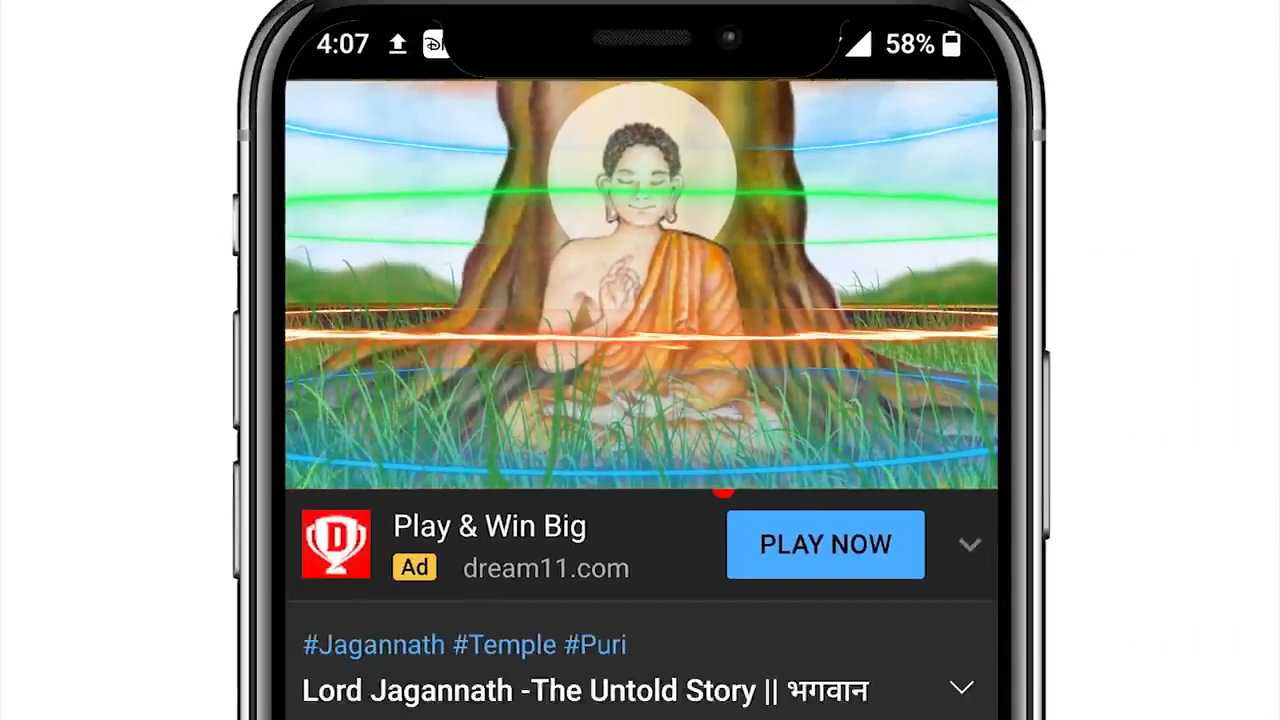 4:07
58%
Play & Win Big
PLAY NOW
Ad dream11.com
#Jagannath #Temple #Puri
Lord Jagannath -The Untold Story || भगवान